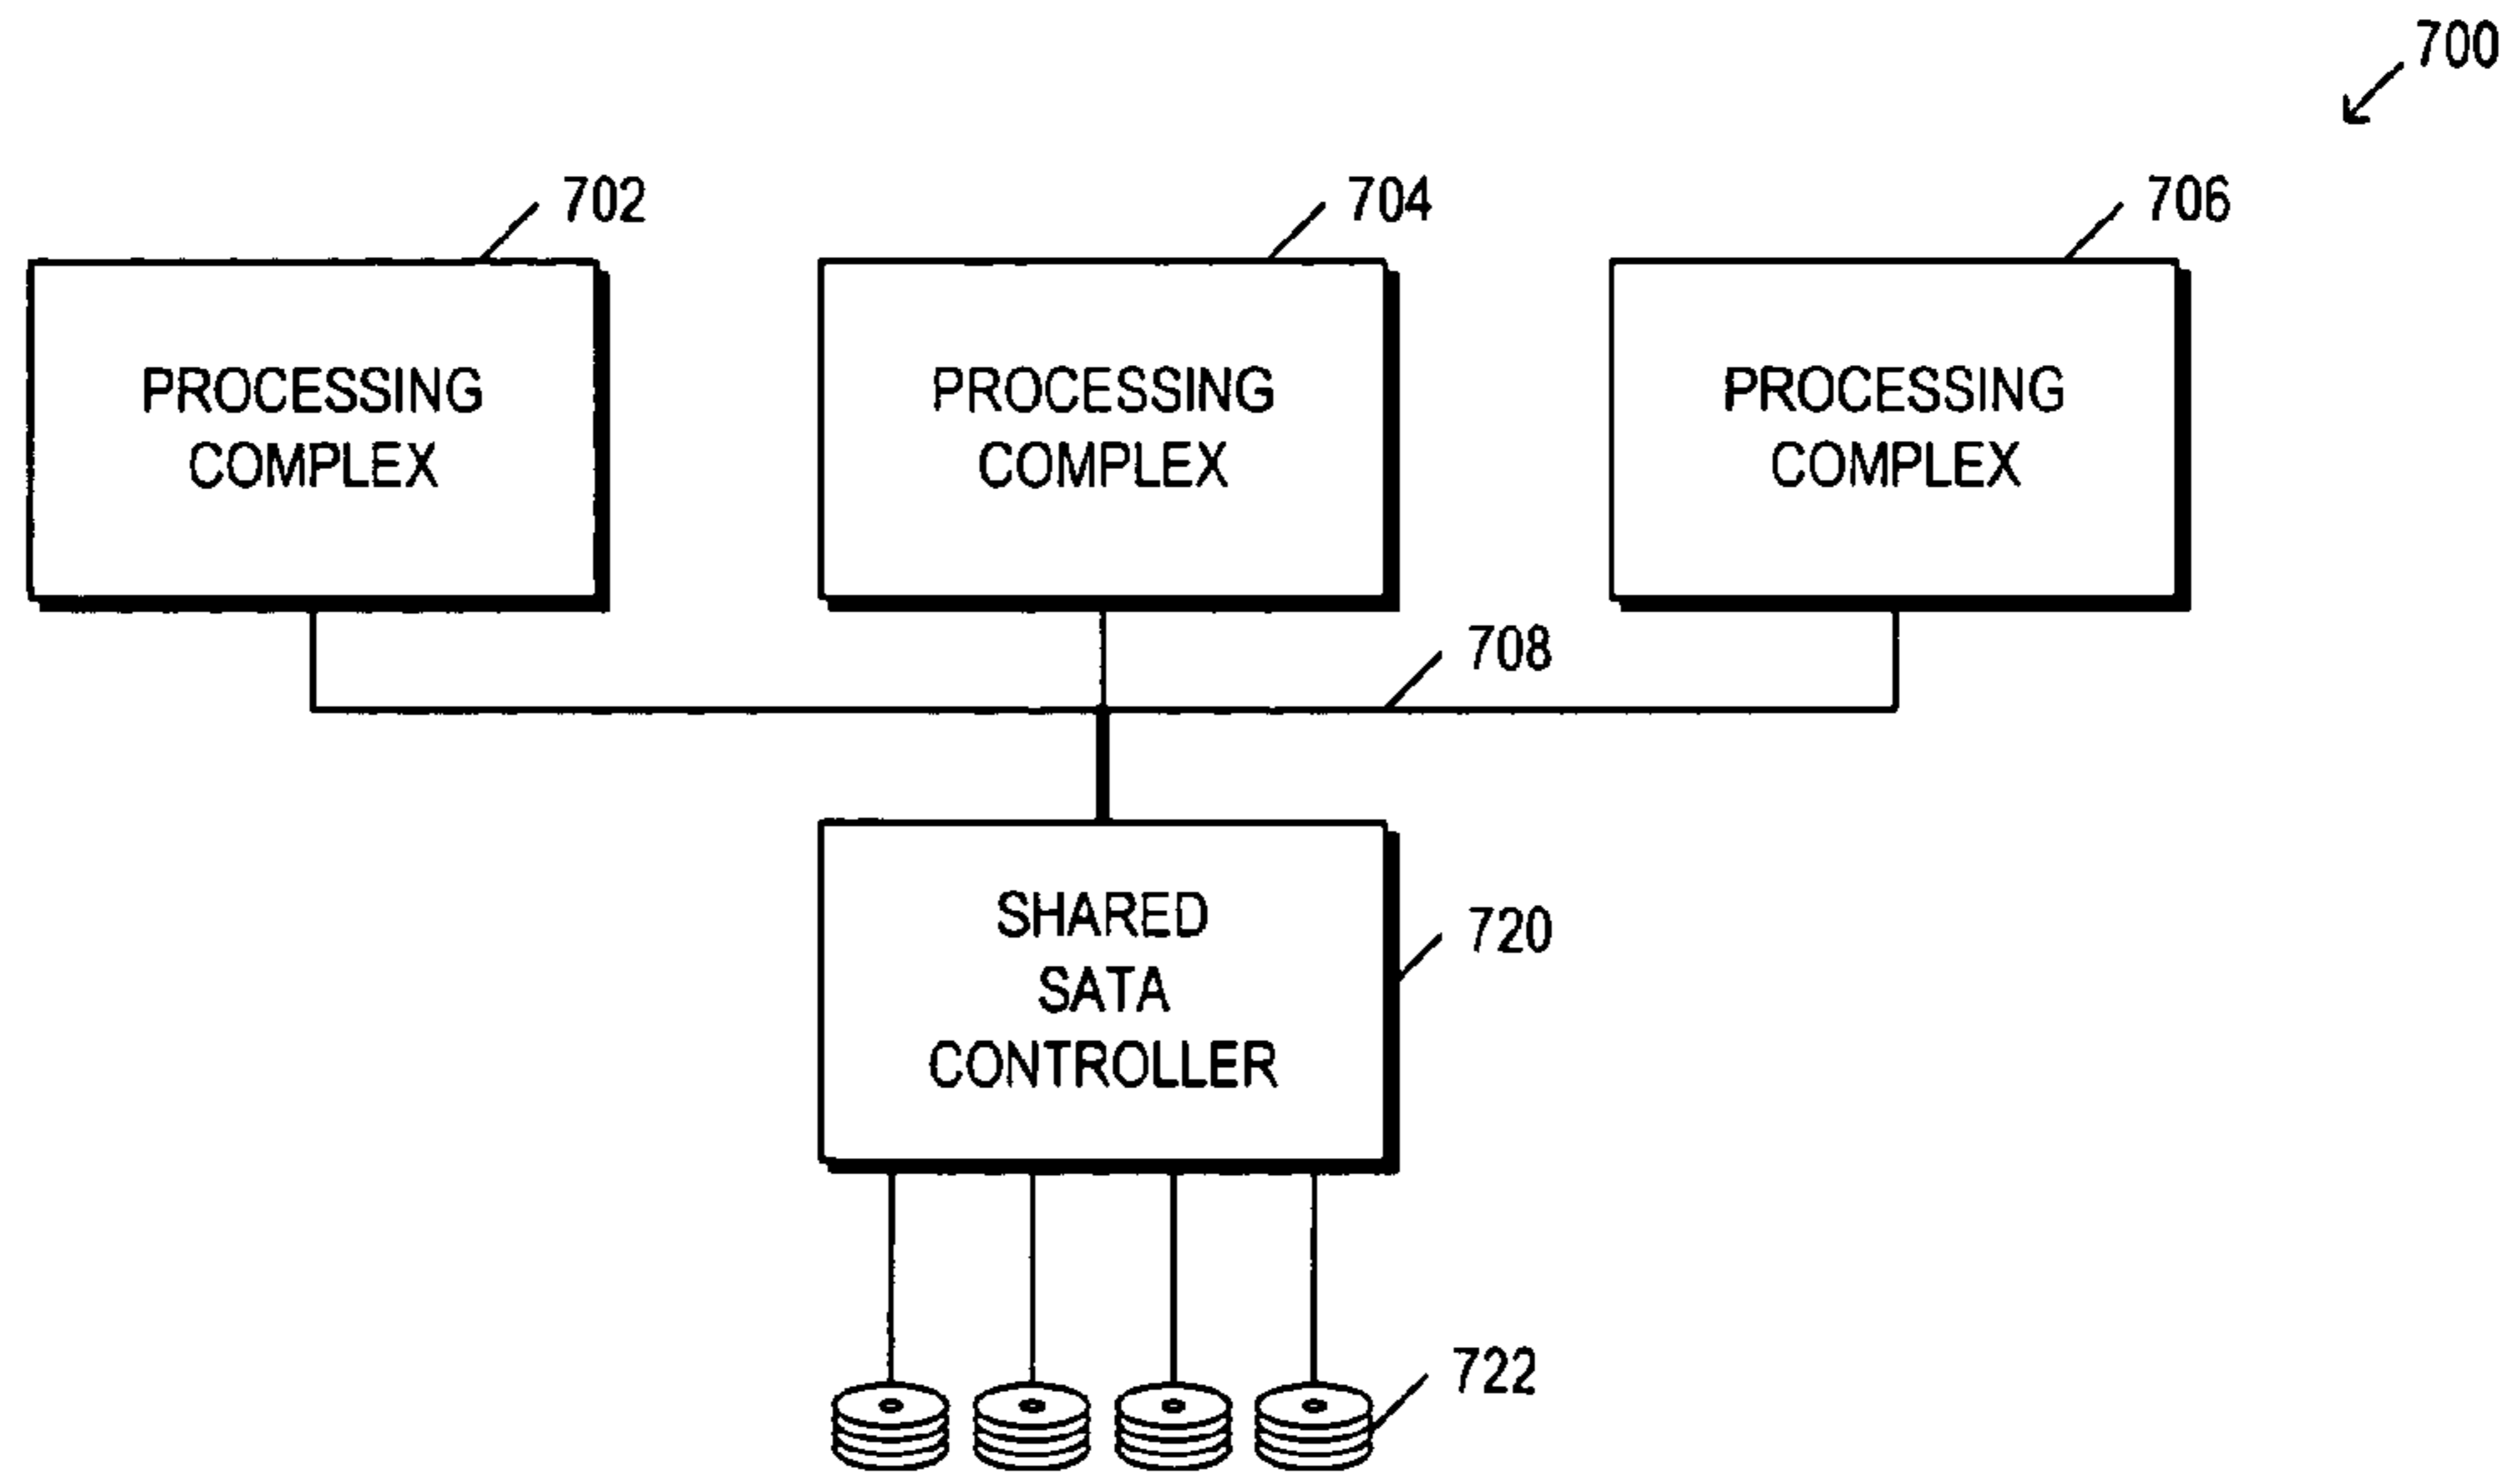 700
702
704
706
PROCESSING
COMPLEX
PROCESSING
COMPLEX
PROCESSING
COMPLEX
708
SHARED
SATA
CONTROLLER
720
722